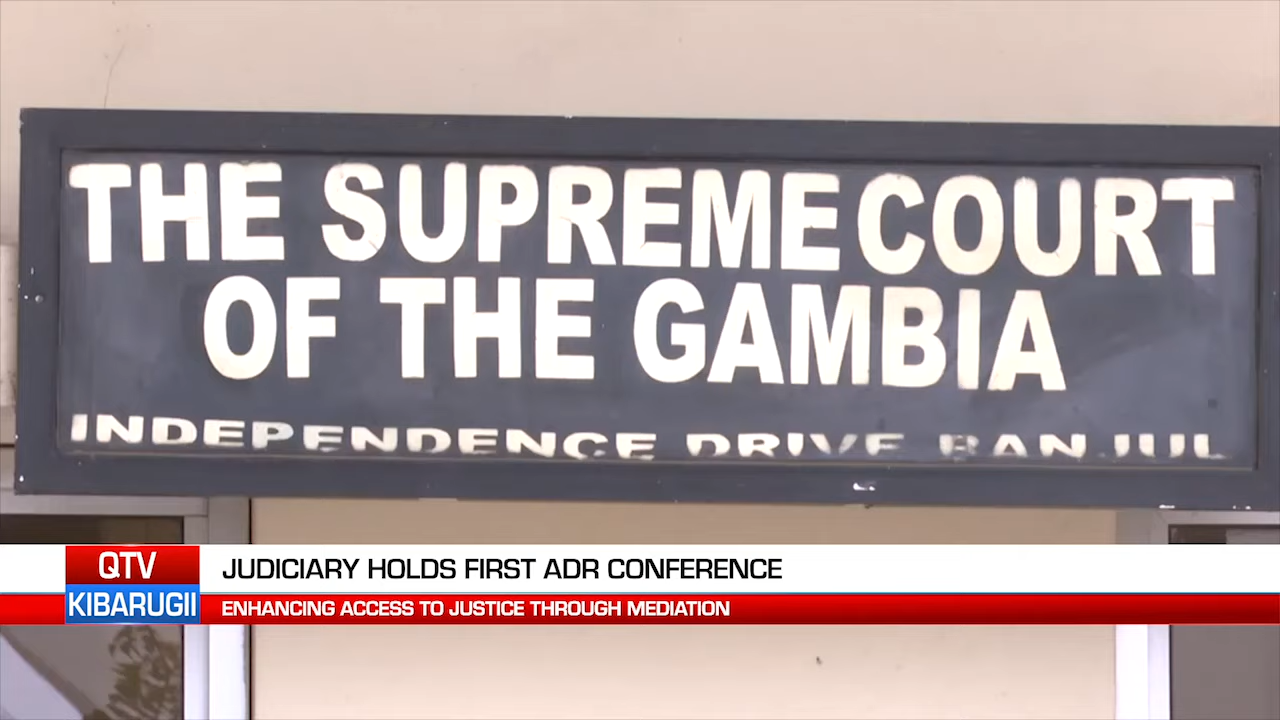 THE SUPREME COURT
OF THE GAMBIA
INDEPENDENCE DRIVE BANJUL
QTV
JUDICIARY HOLDS FIRST ADR CONFERENCE
KIBARUGII
ENHANCING ACCESS TO JUSTICE THROUGH MEDIATION